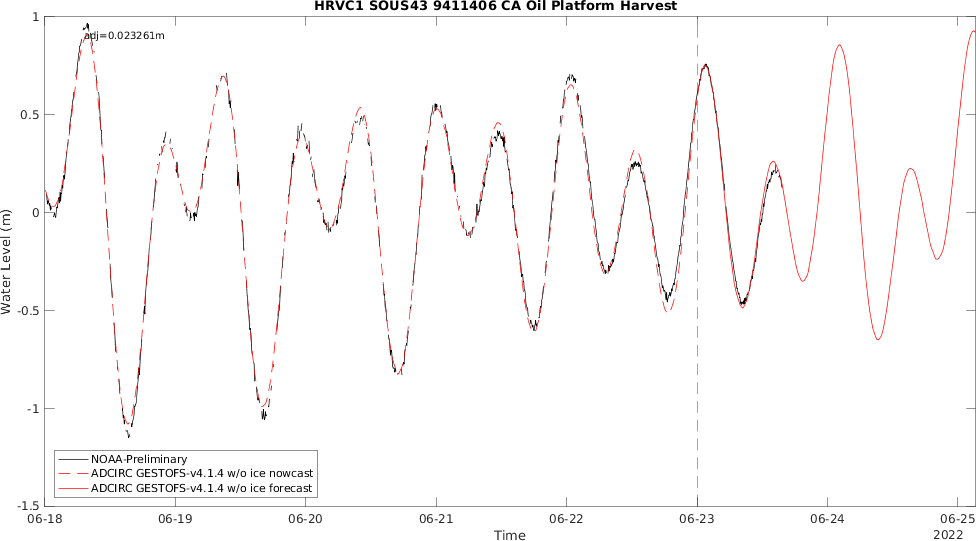 HRVC1 SOUS43 9411406 CA Oil Platform Harvest
adj=0.023261m
1
0.5
0
-0.5
-1
-1.5
Water Level (m)
NOAA-Preliminary
ADCIRC GESTOFS-v4.1.4 w/o ice nowcast
ADCIRC GESTOFS-v4.1.4 w/o ice forecast
06-18 06-19 06-20 06-21 06-22 06-23 06-24 06-25
Time
2022